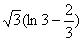 √3(ln 3 − 2/3)